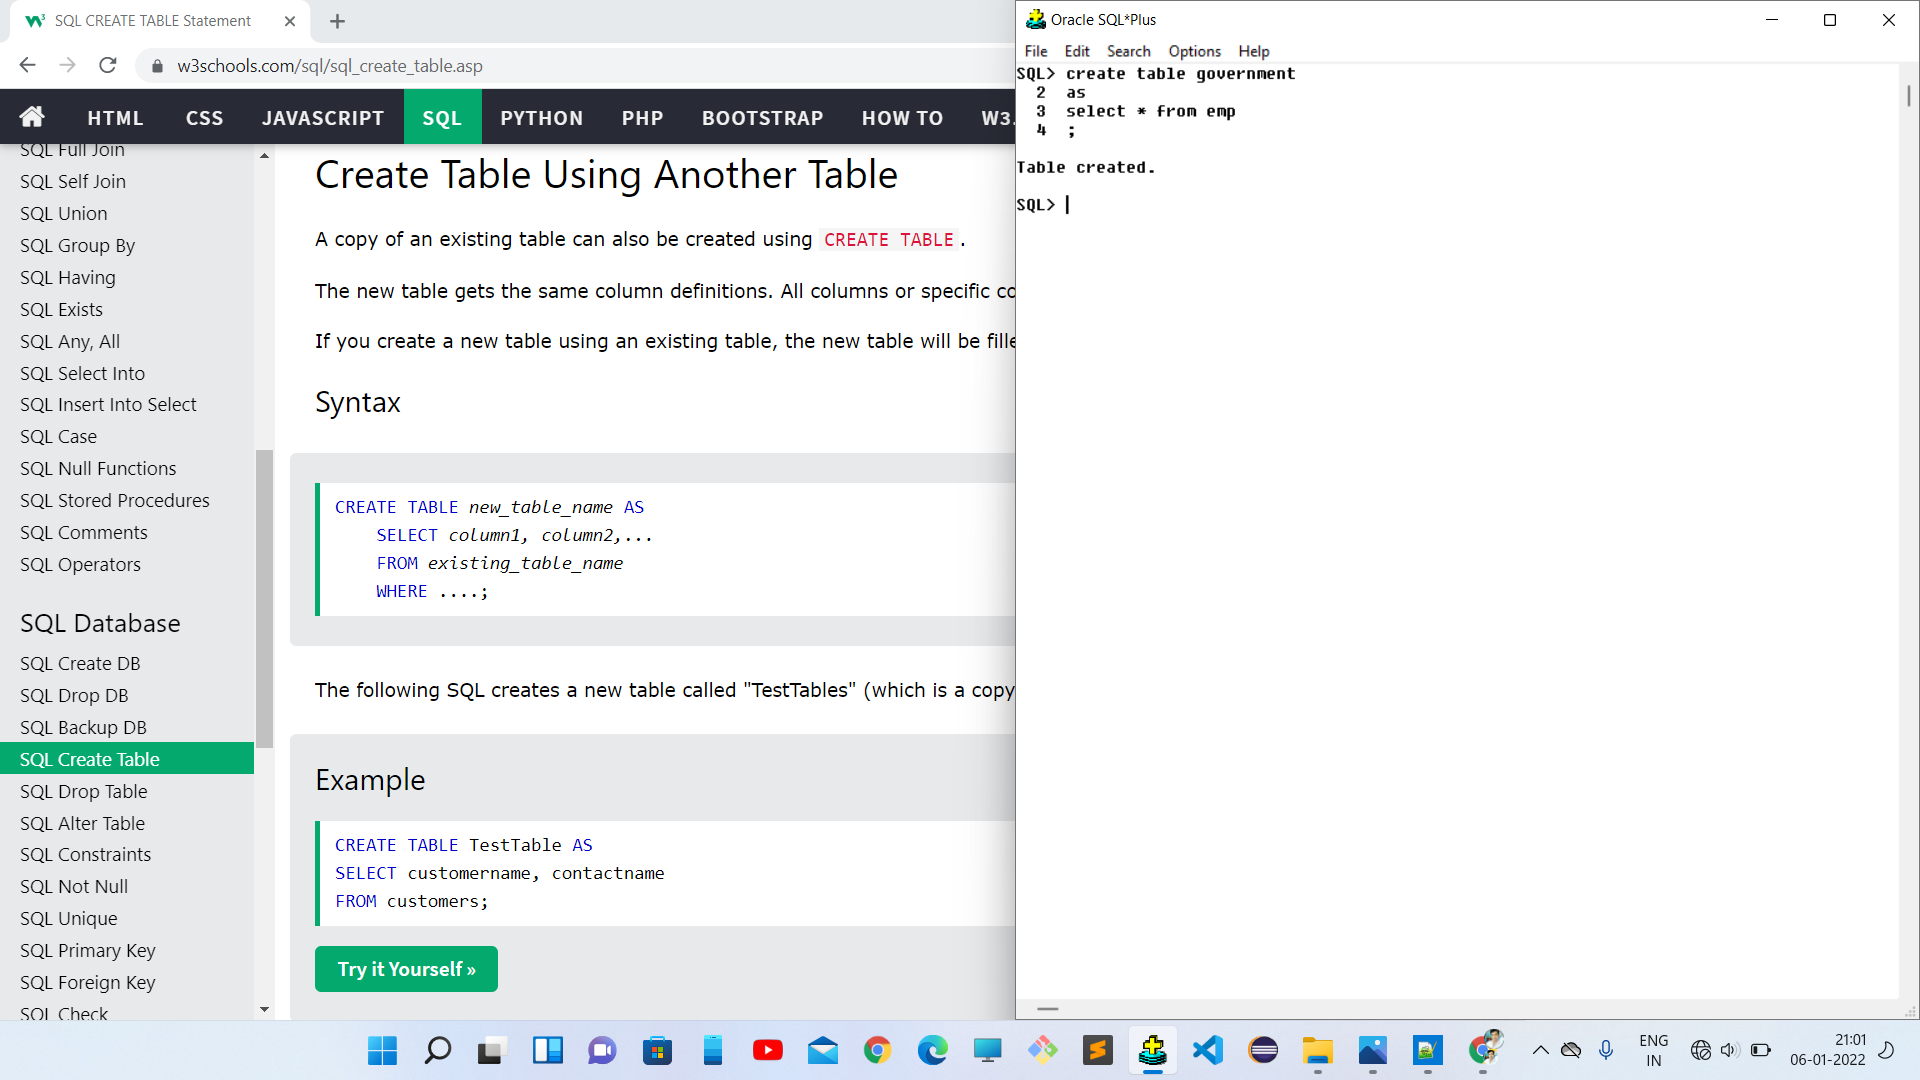 SQL CREATE TABLE Statement
w3schools.com/sql/sql_create_table.asp
HTML CSS JAVASCRIPT SQL PYTHON PHP BOOTSTRAP HOW TO W3.
SQL Full Join
SQL Self Join
SQL Union
SQL Group By
SQL Having
SQL Exists
SQL Any, All
SQL Select Into
SQL Insert Into Select
SQL Case
SQL Null Functions
SQL Stored Procedures
SQL Comments
SQL Operators
SQL Database
SQL Create DB
SQL Drop DB
SQL Backup DB
SQL Create Table
SQL Drop Table
SQL Alter Table
SQL Constraints
SQL Not Null
SQL Unique
SQL Primary Key
SQL Foreign Key
SQL Check
Create Table Using Another Table
A copy of an existing table can also be created using CREATE TABLE.
The new table gets the same column definitions. All columns or specific co
If you create a new table using an existing table, the new table will be fille
Syntax
CREATE TABLE new_table_name AS
SELECT column1, column2,...
FROM existing_table_name
WHERE ....;
The following SQL creates a new table called "TestTables" (which is a copy
Example
CREATE TABLE TestTable AS
SELECT customername, contactname
FROM customers;
Try it Yourself »
Oracle SQL*Plus
File Edit Search Options Help
SQL> create table government
2 as
3 select * from emp
4 ;
Table created.
SQL>
ENG
IN
21:01
06-01-2022